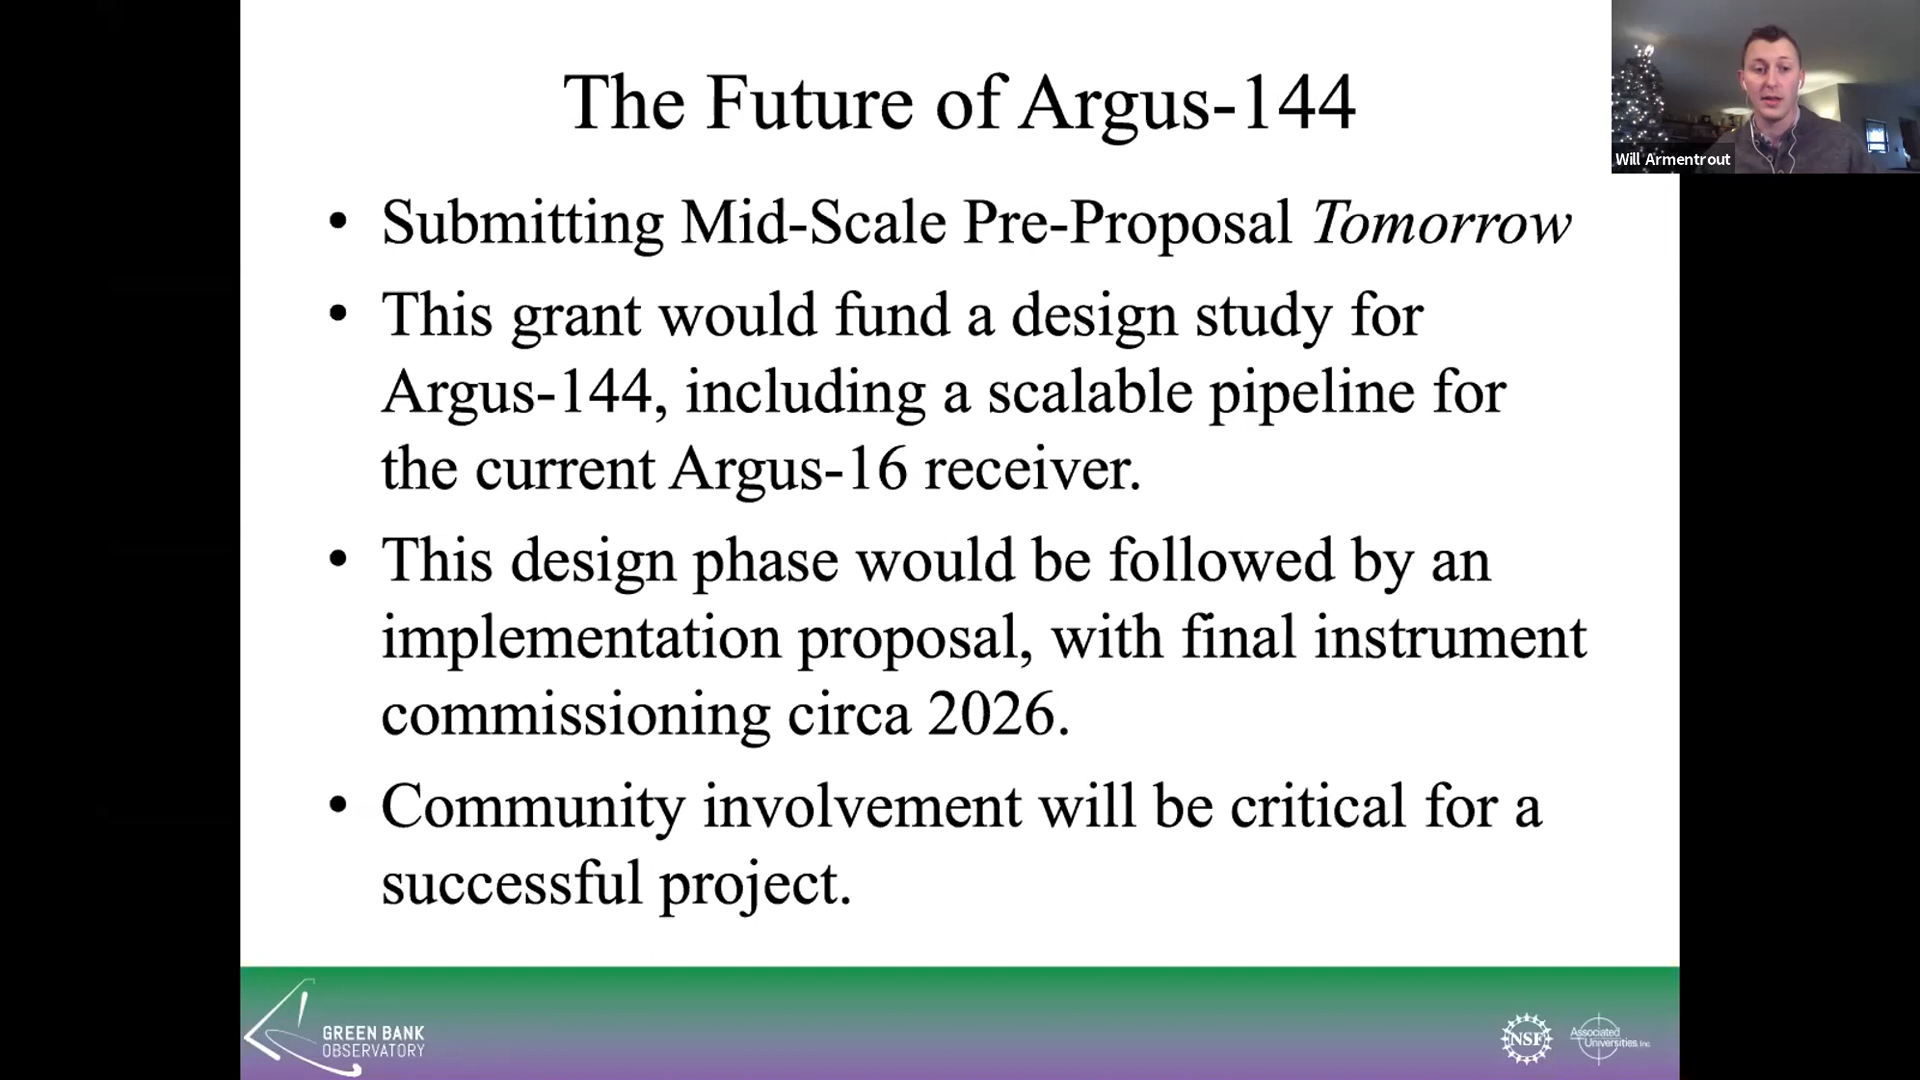 The Future of Argus-144
Will Armentrout
• Submitting Mid-Scale Pre-Proposal Tomorrow
• This grant would fund a design study for
Argus-144, including a scalable pipeline for
the current Argus-16 receiver.
• This design phase would be followed by an
implementation proposal, with final instrument
commissioning circa 2026.
• Community involvement will be critical for a
successful project.
GREEN BANK
OBSERVATORY
NSF
Associated
Universities Inc